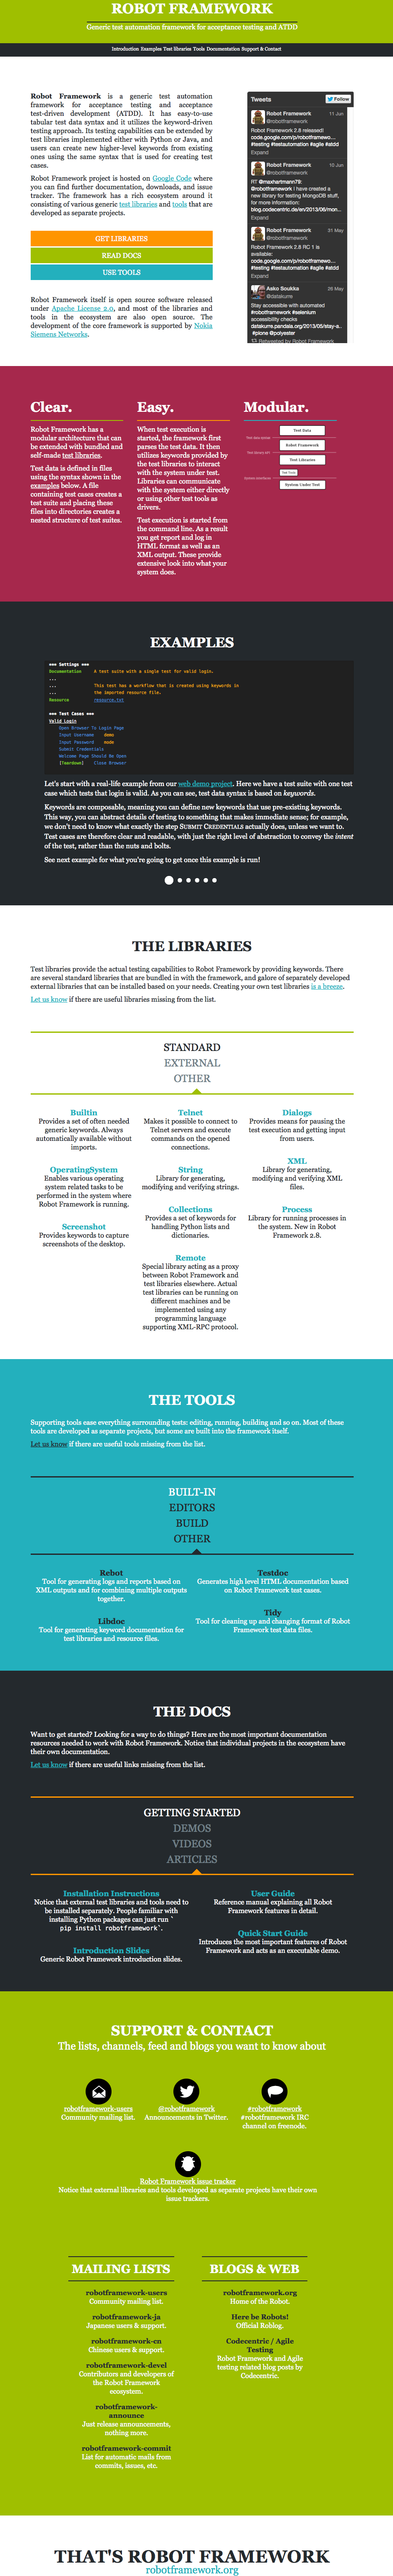 ROBOT FRAMEWORK
Generic test automation framework for acceptance testing and ATDD
Introduction Examples Test libraries Tools Documentation Support & Contact
Robot Framework is a generic test automation
framework for acceptance testing and acceptance
test-driven development (ATDD). It has easy-to-use
tabular test data syntax and it utilizes the keyword-driven
testing approach. Its testing capabilities can be extended by
test libraries implemented either with Python or Java, and
users can create new higher-level keywords from existing
ones using the same syntax that is used for creating test
cases.
Robot Framework project is hosted on Google Code where
you can find further documentation, downloads, and issue
tracker. The framework has a rich ecosystem around it
consisting of various generic test libraries and tools that are
developed as separate projects.
GET LIBRARIES
READ DOCS
USE TOOLS
Robot Framework itself is open source software released
under Apache License 2.0, and most of the libraries and
tools in the ecosystem are also open source. The
development of the core framework is supported by Nokia
Siemens Networks.
Tweets
Follow
Robot Framework 11 Jun
@robotframework
Robot Framework 2.8 released!
code.google.com/p/robotframewo...
#testing #testautomation #agile #atdd
Expand
Robot Framework 10 Jun
@robotframework
RT @maxhartmann79:
@robotframework I have created a
new library for testing MongoDB stuff,
for more information:
blog.codecentric.de/en/2013/06/mon...
Expand
Robot Framework 31 May
@robotframework
Robot Framework 2.8 RC 1 is
available:
code.google.com/p/robotframewo...
#testing #testautomation #agile #atdd
Expand
Asko Soukka 26 May
@datakurre
Stay accessible with automated
#robotframework #selenium
accessibility checks
datakurre.pandala.org/2013/05/stay-a...
#plone @polyester
Retweeted by Robot Framework
Clear.
Robot Framework has a
modular architecture that can
be extended with bundled and
self-made test libraries.
Test data is defined in files
using the syntax shown in the
examples below. A file
containing test cases creates a
test suite and placing these
files into directories creates a
nested structure of test suites.
Easy.
When test execution is
started, the framework first
parses the test data. It then
utilizes keywords provided by
the test libraries to interact
with the system under test.
Libraries can communicate
with the system either directly
or using other test tools as
drivers.
Test execution is started from
the command line. As a result
you get report and log in
HTML format as well as an
XML output. These provide
extensive look into what your
system does.
Modular.
Test Data
Test data syntax
Robot Framework
Test library API
Test Libraries
Test Tools
System interfaces
System Under Test
EXAMPLES
*** Settings ***
Documentation A test suite with a single test for valid login.
...
... This test has a workflow that is created using keywords in
... the imported resource file.
Resource resource.txt
*** Test Cases ***
Valid Login
Open Browser To Login Page
Input Username demo
Input Password mode
Submit Credentials
Welcome Page Should Be Open
[Teardown] Close Browser
Let's start with a real-life example from our web demo project. Here we have a test suite with one test
case which tests that login is valid. As you can see, test data syntax is based on keywords.
Keywords are composable, meaning you can define new keywords that use pre-existing keywords.
This way, you can abstract details of testing to something that makes immediate sense; for example,
we don't need to know what exactly the step SUBMIT CREDENTIALS actually does, unless we want to.
Test cases are therefore clear and readable, with just the right level of abstraction to convey the intent
of the test, rather than the nuts and bolts.
See next example for what you're going to get once this example is run!
THE LIBRARIES
Test libraries provide the actual testing capabilities to Robot Framework by providing keywords. There
are several standard libraries that are bundled in with the framework, and galore of separately developed
external libraries that can be installed based on your needs. Creating your own test libraries is a breeze.
Let us know if there are useful libraries missing from the list.
STANDARD
EXTERNAL
OTHER
Builtin
Provides a set of often needed
generic keywords. Always
automatically available without
imports.
OperatingSystem
Enables various operating
system related tasks to be
performed in the system where
Robot Framework is running.
Screenshot
Provides keywords to capture
screenshots of the desktop.
Telnet
Makes it possible to connect to
Telnet servers and execute
commands on the opened
connections.
String
Library for generating,
modifying and verifying strings.
Collections
Provides a set of keywords for
handling Python lists and
dictionaries.
Remote
Special library acting as a proxy
between Robot Framework and
test libraries elsewhere. Actual
test libraries can be running on
different machines and be
implemented using any
programming language
supporting XML-RPC protocol.
Dialogs
Provides means for pausing the
test execution and getting input
from users.
XML
Library for generating,
modifying and verifying XML
files.
Process
Library for running processes in
the system. New in Robot
Framework 2.8.
THE TOOLS
Supporting tools ease everything surrounding tests: editing, running, building and so on. Most of these
tools are developed as separate projects, but some are built into the framework itself.
Let us know if there are useful tools missing from the list.
BUILT-IN
EDITORS
BUILD
OTHER
Rebot
Tool for generating logs and reports based on
XML outputs and for combining multiple outputs
together.
Libdoc
Tool for generating keyword documentation for
test libraries and resource files.
Testdoc
Generates high level HTML documentation based
on Robot Framework test cases.
Tidy
Tool for cleaning up and changing format of Robot
Framework test data files.
THE DOCS
Want to get started? Looking for a way to do things? Here are the most important documentation
resources needed to work with Robot Framework. Notice that individual projects in the ecosystem have
their own documentation.
Let us know if there are useful links missing from the list.
GETTING STARTED
DEMOS
VIDEOS
ARTICLES
Installation Instructions
Notice that external test libraries and tools need to
be installed separately. People familiar with
installing Python packages can just run `
pip install robotframework`.
Introduction Slides
Generic Robot Framework introduction slides.
User Guide
Reference manual explaining all Robot
Framework features in detail.
Quick Start Guide
Introduces the most important features of Robot
Framework and acts as an executable demo.
SUPPORT & CONTACT
The lists, channels, feed and blogs you want to know about
robotframework-users
Community mailing list.
@robotframework
Announcements in Twitter.
#robotframework
#robotframework IRC
channel on freenode.
Robot Framework issue tracker
Notice that external libraries and tools developed as separate projects have their own
issue trackers.
MAILING LISTS
robotframework-users
Community mailing list.
robotframework-ja
Japanese users & support.
robotframework-cn
Chinese users & support.
robotframework-devel
Contributors and developers of
the Robot Framework
ecosystem.
robotframework-
announce
Just release announcements,
nothing more.
robotframework-commit
List for automatic mails from
commits, issues, etc.
BLOGS & WEB
robotframework.org
Home of the Robot.
Here be Robots!
Official Roblog.
Codecentric / Agile
Testing
Robot Framework and Agile
testing related blog posts by
Codecentric.
THAT'S ROBOT FRAMEWORK
robotframework.org